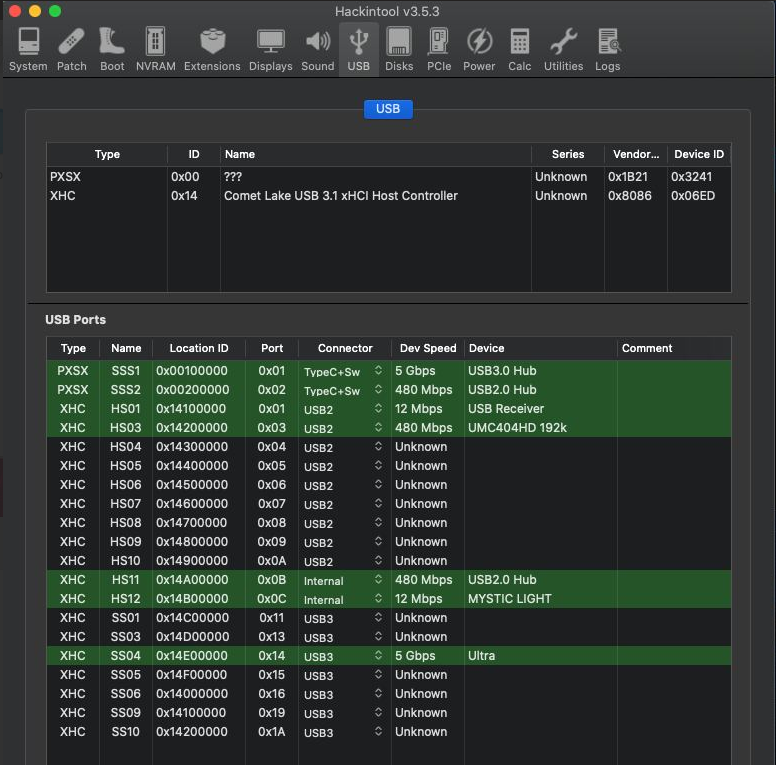 Hackintool v3.5.3
System Patch Boot NVRAM Extensions Displays Sound USB Disks PCIe Power Calc Utilities Logs
USB
Type ID Name Series Vendor... Device ID
PXSX 0x00 ??? Unknown 0x1B21 0x3241
XHC 0x14 Comet Lake USB 3.1 xHCI Host Controller Unknown 0x8086 0x06ED
USB Ports
Type Name Location ID Port Connector Dev Speed Device Comment
PXSX SSS1 0x00100000 0x01 TypeC+Sw 5 Gbps USB3.0 Hub
PXSX SSS2 0x00200000 0x02 TypeC+Sw 480 Mbps USB2.0 Hub
XHC HS01 0x14100000 0x01 USB2 12 Mbps USB Receiver
XHC HS03 0x14200000 0x03 USB2 480 Mbps UMC404HD 192k
XHC HS04 0x14300000 0x04 USB2 Unknown
XHC HS05 0x14400000 0x05 USB2 Unknown
XHC HS06 0x14500000 0x06 USB2 Unknown
XHC HS07 0x14600000 0x07 USB2 Unknown
XHC HS08 0x14700000 0x08 USB2 Unknown
XHC HS09 0x14800000 0x09 USB2 Unknown
XHC HS10 0x14900000 0x0A USB2 Unknown
XHC HS11 0x14A00000 0x0B Internal 480 Mbps USB2.0 Hub
XHC HS12 0x14B00000 0x0C Internal 12 Mbps MYSTIC LIGHT
XHC SS01 0x14C00000 0x11 USB3 Unknown
XHC SS03 0x14D00000 0x13 USB3 Unknown
XHC SS04 0x14E00000 0x14 USB3 5 Gbps Ultra
XHC SS05 0x14F00000 0x15 USB3 Unknown
XHC SS06 0x14000000 0x16 USB3 Unknown
XHC SS09 0x14100000 0x19 USB3 Unknown
XHC SS10 0x14200000 0x1A USB3 Unknown